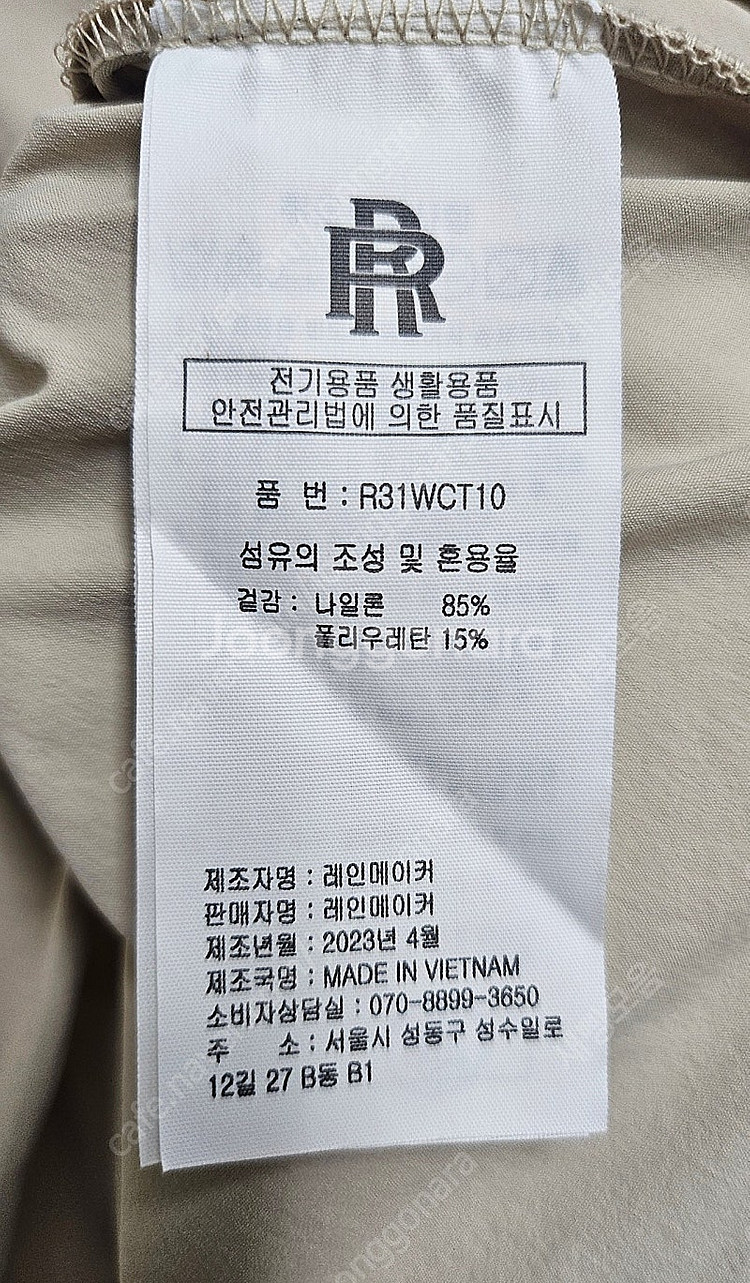 RR
전기용품 생활용품
안전관리법에 의한 품질표시
품 번 : R31WCT10
섬유의 조성 및 혼용율
겉감 : 나일론 85%
폴리우레탄 15%
joonggonara
제조자명 : 레인메이커
판매자명 : 레인메이커
제조년월 : 2023년 4월
제조국명 : MADE IN VIETNAM
소비자상담실 : 070-8899-3650
주 소 : 서울시 성동구 성수일로
12길 27 B동 B1